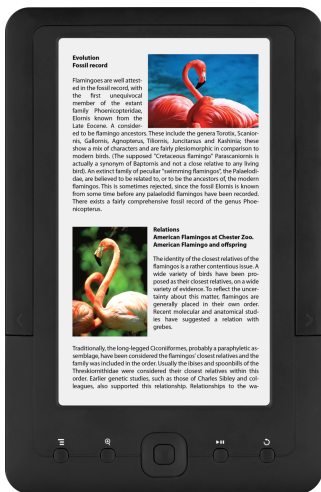 Evolution
Fossil record
Flamingoes are well attest-
ed in the fossil record, with
the first unequivocal
member of the extant
family Phoenicopteridae,
Elornis known from the
Late Eocene. A consider-
ed to be flamingo ancestors. These include the genera Torotix, Scanior-
nis, Gallornis, Agnopterus, Tiliornis, Juncitarsus and Kashinia; these
show a mix of characters and are fairly plesiomorphic in comparison to
modern birds. (The supposed "Cretaceous flamingo" Parascaniornis is
actually a synonym of Baptornis and not a close relative to any living
bird). An extinct family of peculiar "swimming flamingos", the Palaelodi-
dae, are believed to be related to, or to be the ancestors of, the modern
flamingos. This is sometimes rejected, since the fossil Elornis is known
from some time before any palaelodid flamingos have been recorded.
There exists a fairly comprehensive fossil record of the genus Phoe-
nicopterus.
Relations
American Flamingos at Chester Zoo,
American Flamingo and offspring
The identity of the closest relatives of the
flamingos is a rather contentious issue. A
wide variety of birds have been pro-
posed as their closest relatives, on a wide
variety of evidence. To reflect the uncer-
tainty about this matter, flamingos are
generally placed in their own order.
Recent molecular and anatomical stud-
ies have suggested a relation with
grebes.
Traditionally, the long-legged Ciconiiformes, probably a paraphyletic as-
semblage, have been considered the flamingos' closest relatives and the
family was included in the order. Usually the ibises and spoonbills of the
Threskiornithidae were considered their closest relatives within this
order. Earlier genetic studies, such as those of Charles Sibley and col-
leagues, also supported this relationship. Relationships to the wa-